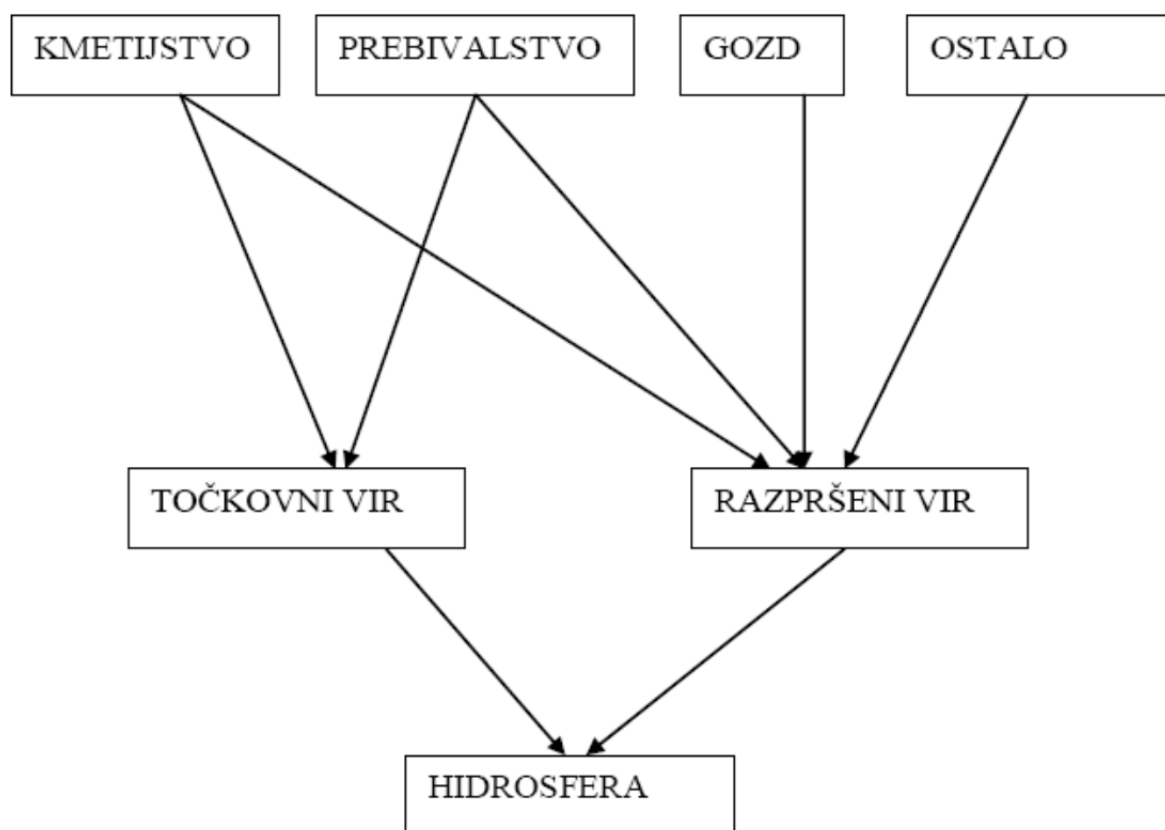 KMETIJSTVO
PREBIVALSTVO
GOZD
OSTALO
TOČKOVNI VIR
RAZPRŠENI VIR
HIDROSFERA